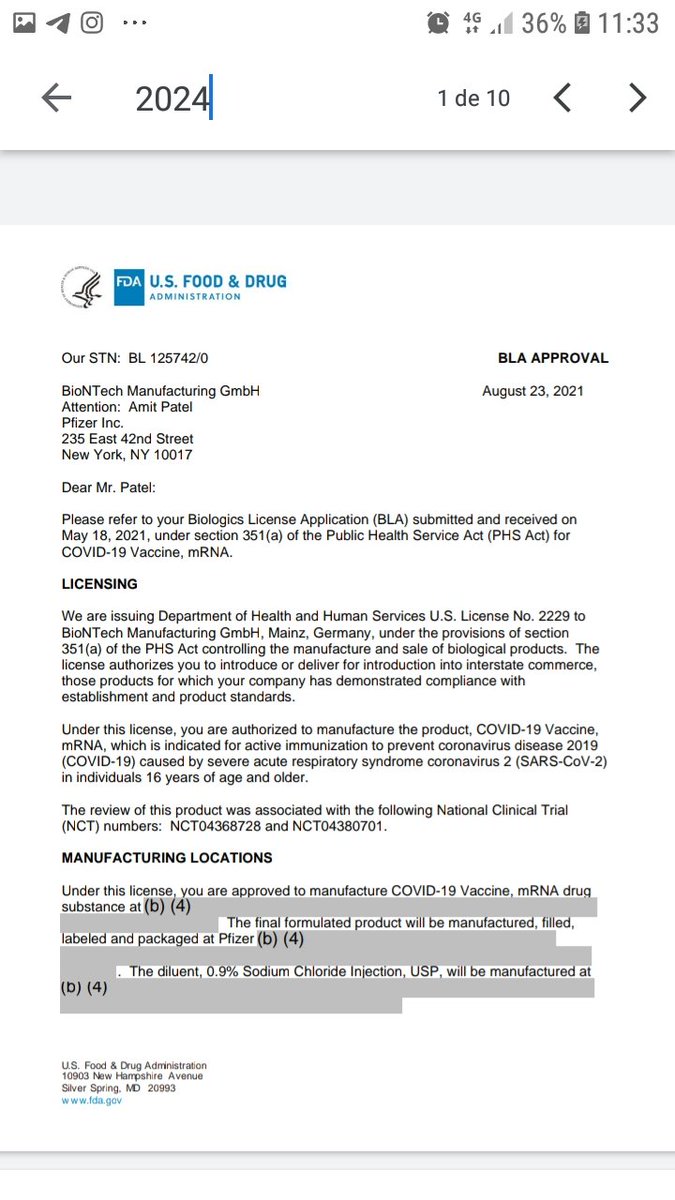 4G 36% 11:33
2024 1 de 10
FDA U.S. FOOD & DRUG
ADMINISTRATION
Our STN: BL 125742/0 BLA APPROVAL
BioNTech Manufacturing GmbH August 23, 2021
Attention: Amit Patel
Pfizer Inc.
235 East 42nd Street
New York, NY 10017
Dear Mr. Patel:
Please refer to your Biologics License Application (BLA) submitted and received on
May 18, 2021, under section 351(a) of the Public Health Service Act (PHS Act) for
COVID-19 Vaccine, mRNA.
LICENSING
We are issuing Department of Health and Human Services U.S. License No. 2229 to
BioNTech Manufacturing GmbH, Mainz, Germany, under the provisions of section
351(a) of the PHS Act controlling the manufacture and sale of biological products. The
license authorizes you to introduce or deliver for introduction into interstate commerce,
those products for which your company has demonstrated compliance with
establishment and product standards.
Under this license, you are authorized to manufacture the product, COVID-19 Vaccine,
mRNA, which is indicated for active immunization to prevent coronavirus disease 2019
(COVID-19) caused by severe acute respiratory syndrome coronavirus 2 (SARS-CoV-2)
in individuals 16 years of age and older.
The review of this product was associated with the following National Clinical Trial
(NCT) numbers: NCT04368728 and NCT04380701.
MANUFACTURING LOCATIONS
Under this license, you are approved to manufacture COVID-19 Vaccine, mRNA drug
substance at (b) (4)
The final formulated product will be manufactured, filled,
labeled and packaged at Pfizer (b) (4)
. The diluent, 0.9% Sodium Chloride Injection, USP, will be manufactured at
(b) (4)
U.S. Food & Drug Administration
10903 New Hampshire Avenue
Silver Spring, MD 20993
www.fda.gov